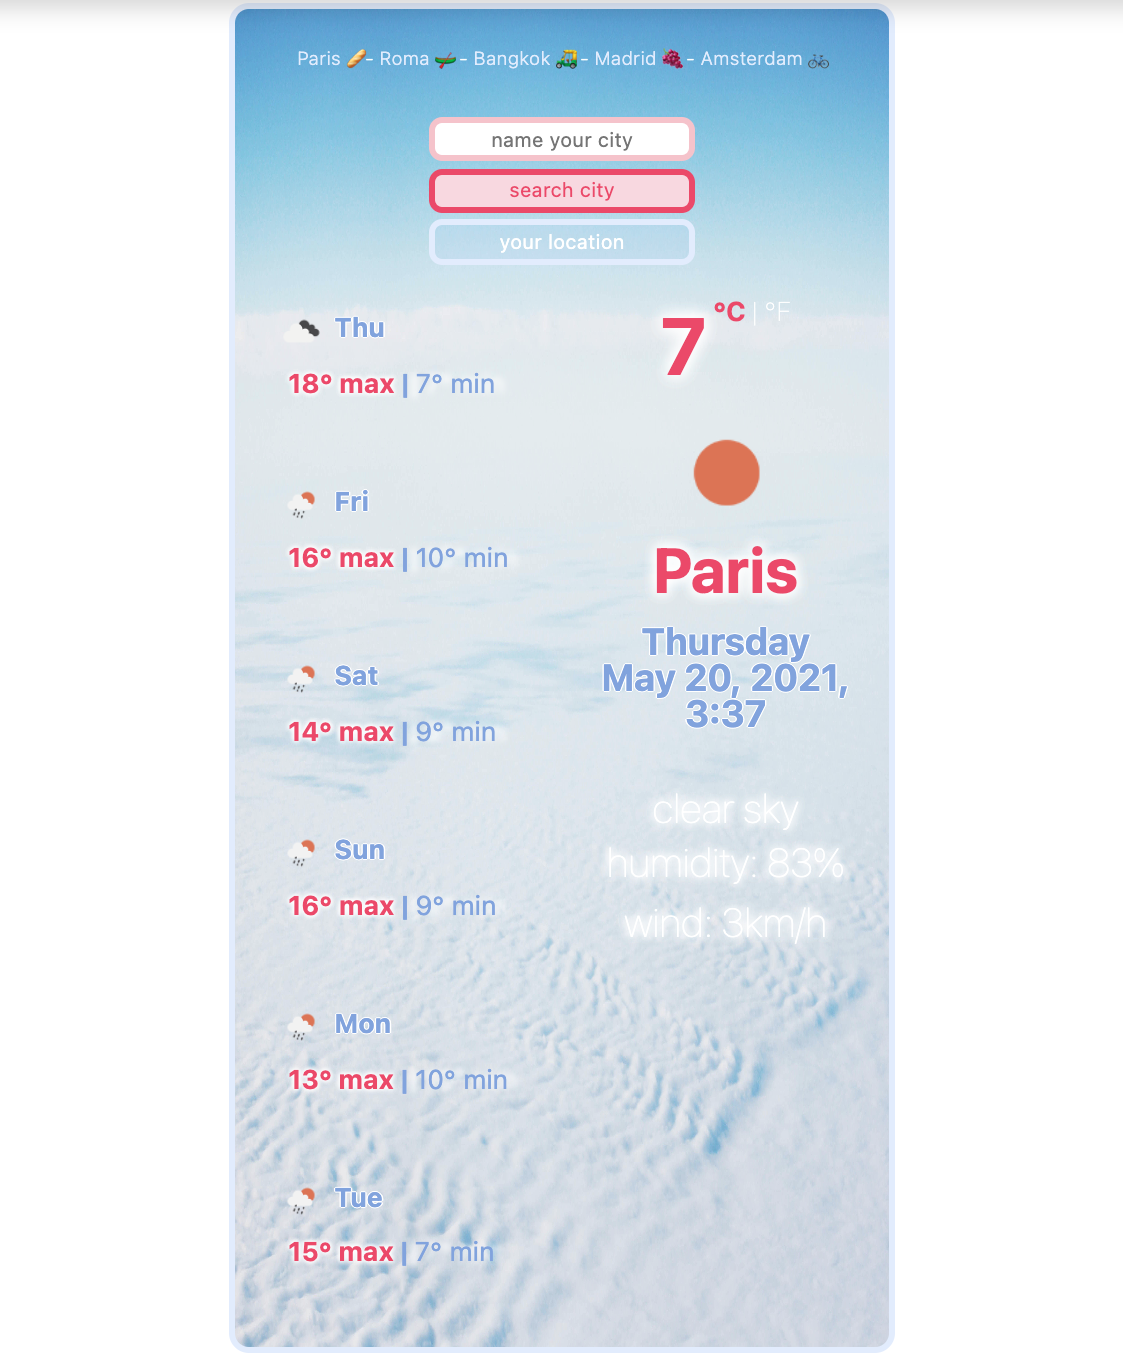 Paris 🥖- Roma 🛶- Bangkok 🛺- Madrid 🍇- Amsterdam 🚲
name your city
search city
your location
Thu
18° max | 7° min
Fri
16° max | 10° min
Sat
14° max | 9° min
Sun
16° max | 9° min
Mon
13° max | 10° min
Tue
15° max | 7° min
7 °C | °F
Paris
Thursday
May 20, 2021,
3:37
clear sky
humidity: 83%
wind: 3km/h